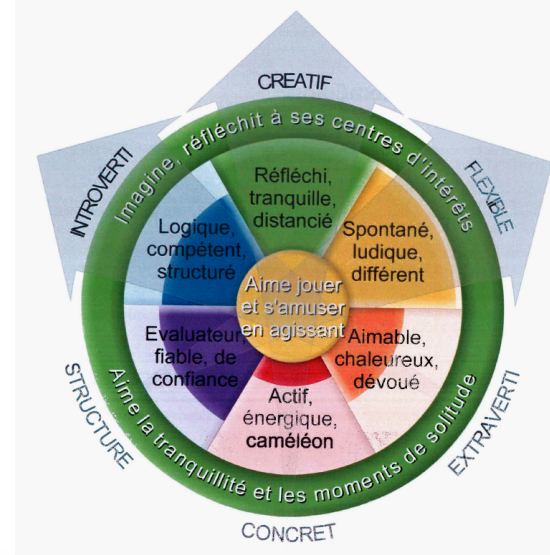 CREATIF
INTROVERTI
FLEXIBLE
Imagine, réfléchit à ses centres d'intérêts
Réfléchi,
tranquille,
distancié
Logique,
compétent,
structuré
Spontané,
ludique,
différent
Aime jouer
et s'amuser
en agissant
Evaluateur,
fiable, de
confiance
Aimable,
chaleureux,
dévoué
Actif,
énergique,
caméléon
Aime la tranquillité et les moments de solitude
STRUCTURE
EXTRAVERTI
CONCRET